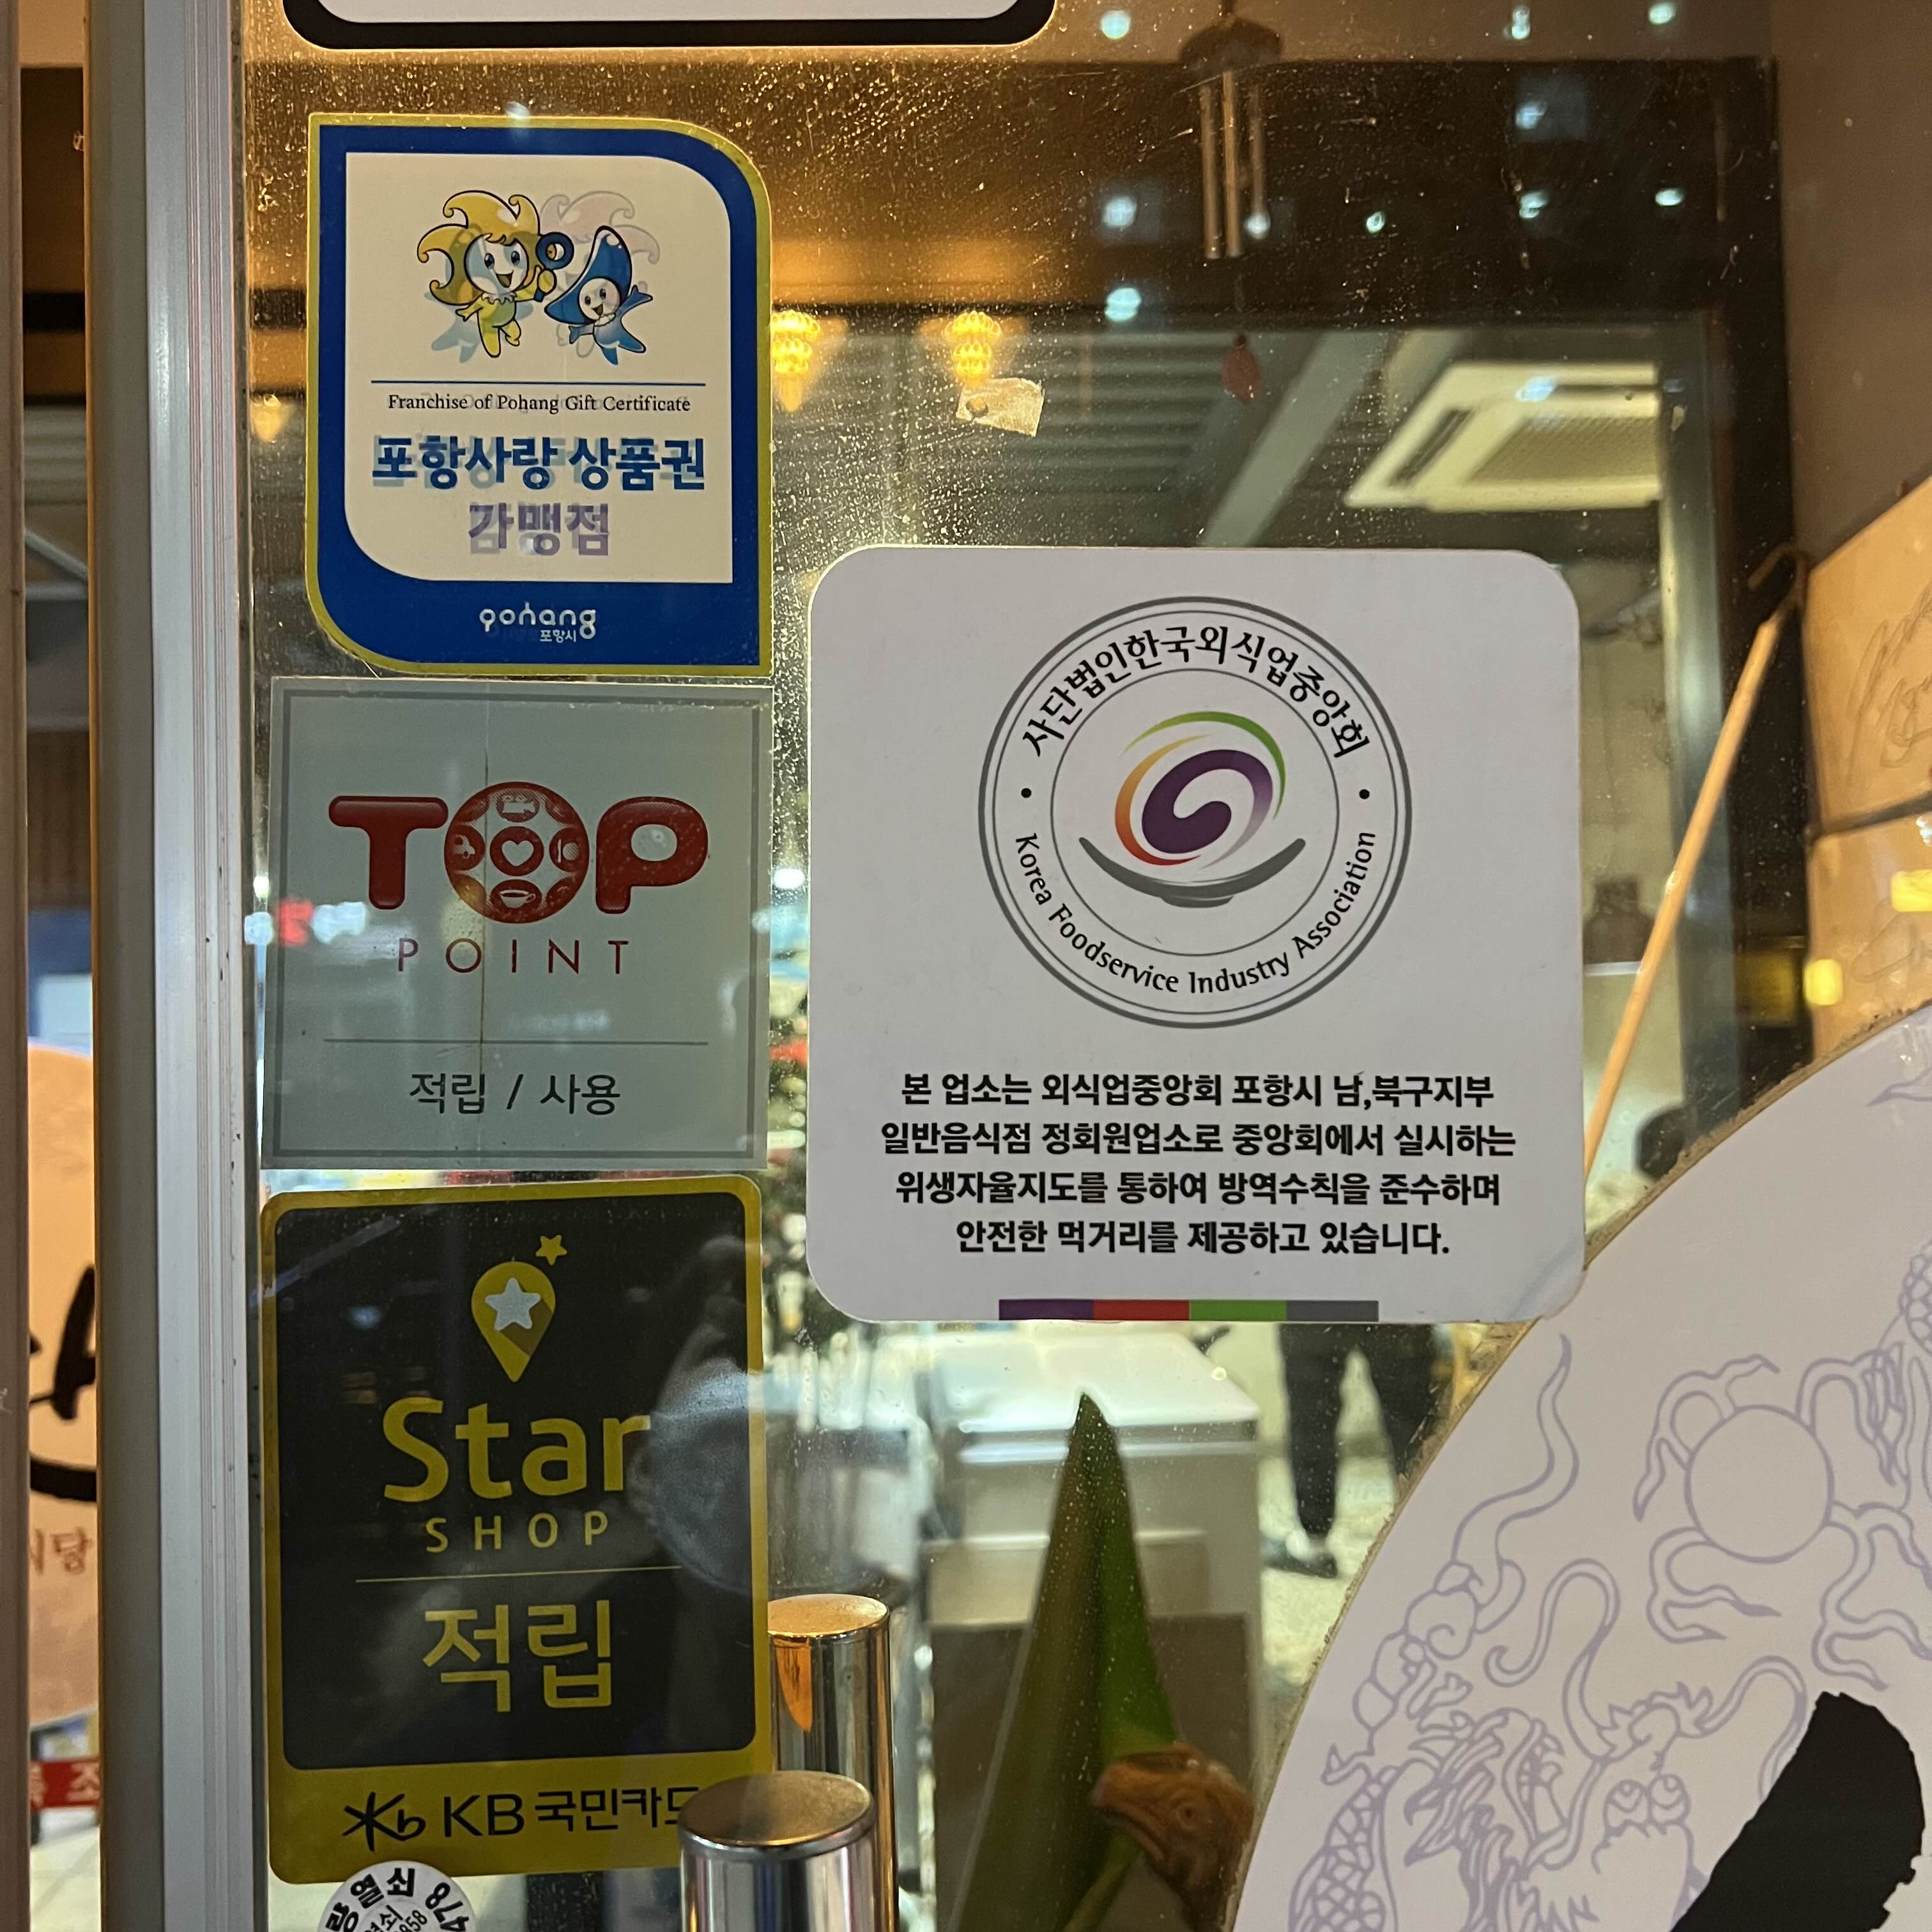 Franchise of Pohang Gift Certificate
포항사랑 상품권
가맹점
pohang
포항시
TOP
POINT
적립 / 사용
Star
SHOP
적립
Kb KB국민카드
열쇠
사단법인한국외식업중앙회
Korea Foodservice Industry Association
본 업소는 외식업중앙회 포항시 남,북구지부
일반음식점 정회원업소로 중앙회에서 실시하는
위생자율지도를 통하여 방역수칙을 준수하며
안전한 먹거리를 제공하고 있습니다.